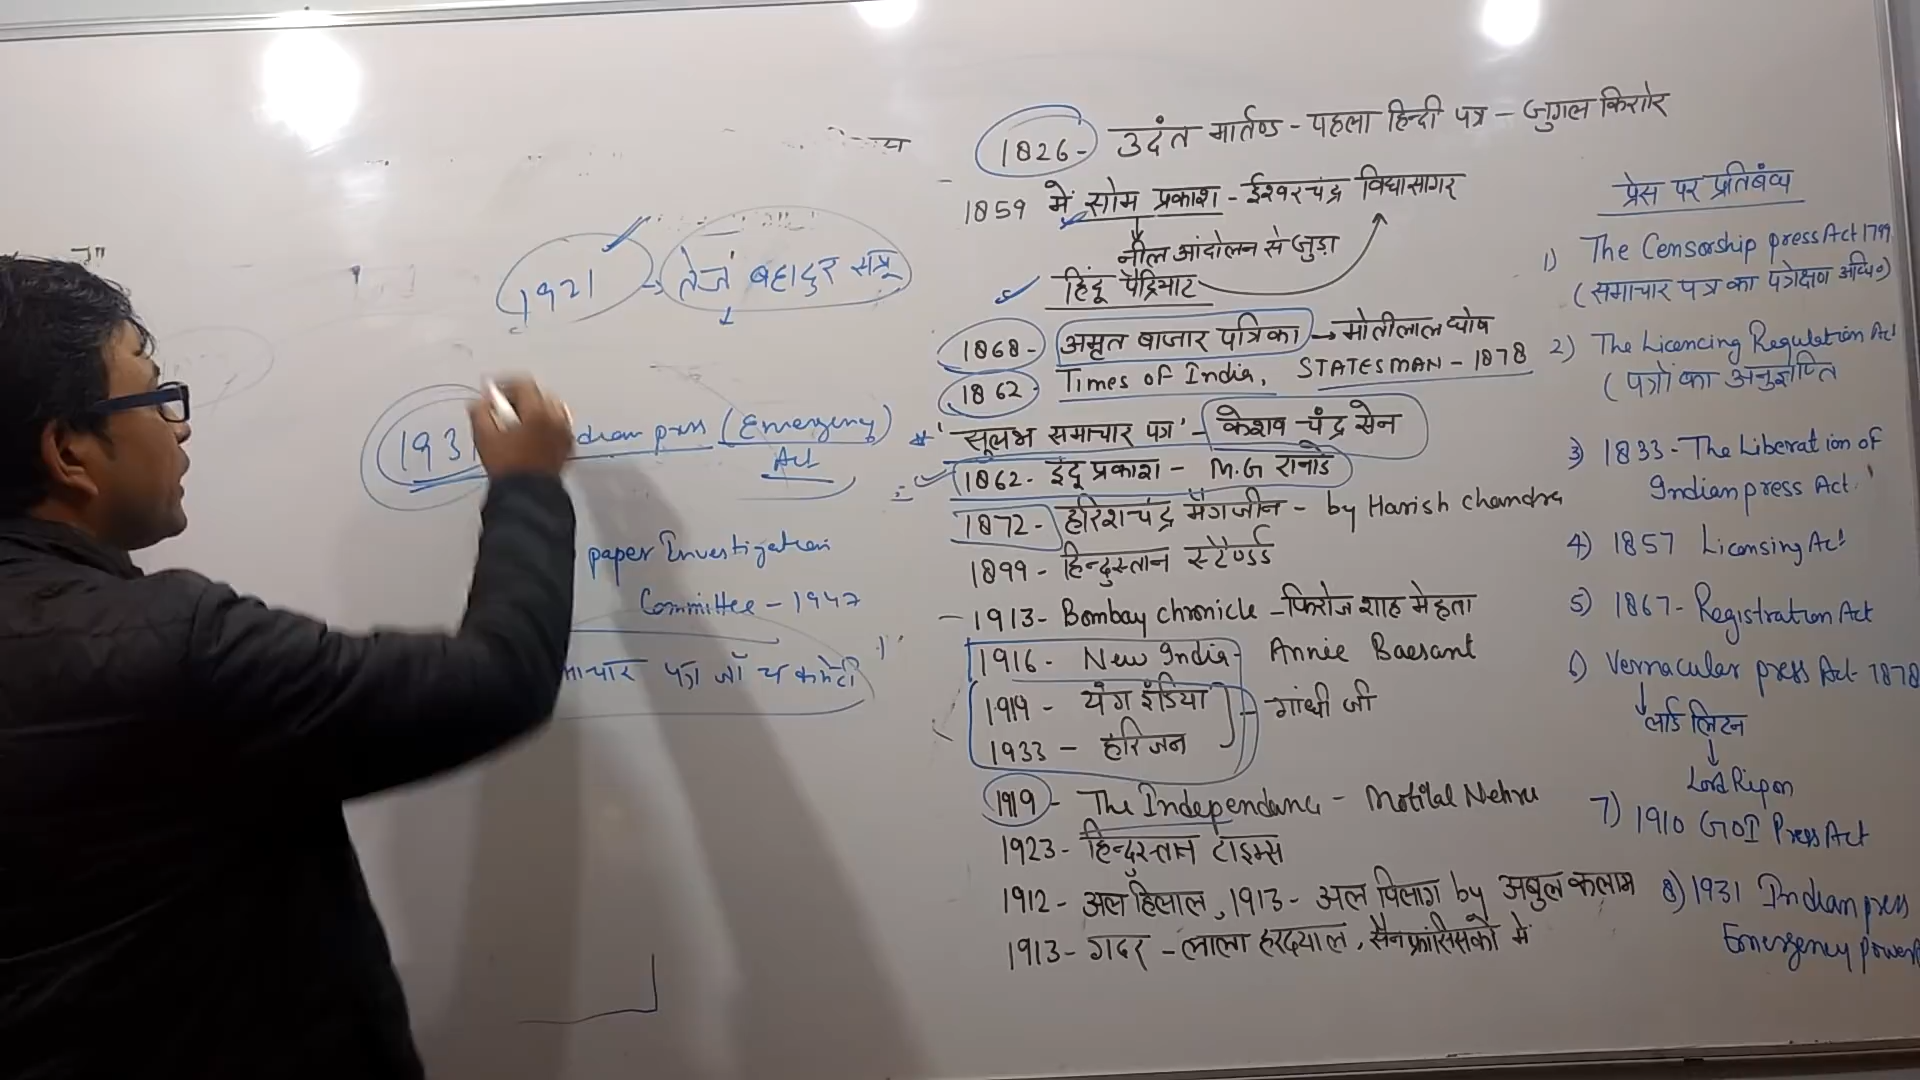 1921 → तेज बहादुर सप्रू
1931 Indian press (Emergency)
Act
paper Investigation
Committee - 1947
समाचार पत्र जाँच कमेटी
1826 - उदंत मार्तण्ड - पहला हिन्दी पत्र - जुगल किशोर
1859 में सोम प्रकाश - ईश्वरचंद्र विद्यासागर
नील आंदोलन से जुड़ा
हिंदू पैट्रियाट
1868 - अमृत बाजार पत्रिका → मोतीलाल घोष
1862 - Times of India, STATESMAN - 1878
'सूलभ समाचार पत्र' - केशव चंद्र सेन
1862 - इंदू प्रकाश - M.G रानाडे
1872 - हरिशचंद्र मैगजीन - by Harish chandra
1899 - हिन्दुस्तान स्टैण्डर्ड
1913 - Bombay chronicle - फिरोज शाह मेहता
1916 - New India - Annie Baesant
1919 - यंग इंडिया
1933 - हरिजन
गांधी जी
1919 - The Independance - Motilal Nehru
1923 - हिन्दुस्तान टाइम्स
1912 - अल हिलाल, 1913 - अल विलाग by अबुल कलाम
1913 - गदर - लाला हरदयाल, सैनफ्रांसिसको में
प्रेस पर प्रतिबंध
1) The Censorship press Act 1799
(समाचार पत्र का पत्रेक्षण अधि०)
2) The Licencing Regulation Act
(पत्रों का अनुज्ञप्ति
3) 1833 - The Liberation of
Indian press Act.'
4) 1857 Licensing Act
5) 1867 - Registration Act
6) Vernacular press Act - 1878
↓
लार्ड लिटन
↓
Lord Ripon
7) 1910 GOI Press Act
8) 1931 Indian press
Emergency power